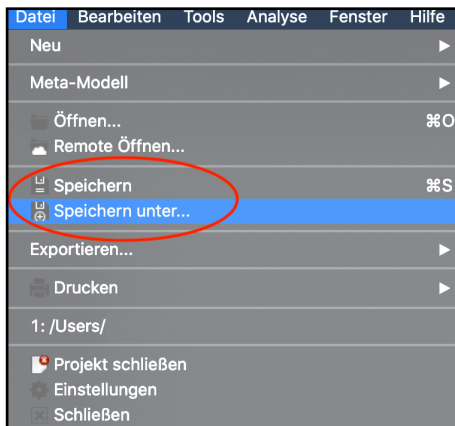 Datei Bearbeiten Tools Analyse Fenster Hilfe
Neu
Meta-Modell
Öffnen... ⌘O
Remote Öffnen...
Speichern ⌘S
Speichern unter...
Exportieren...
Drucken
1: /Users/
Projekt schließen
Einstellungen
Schließen